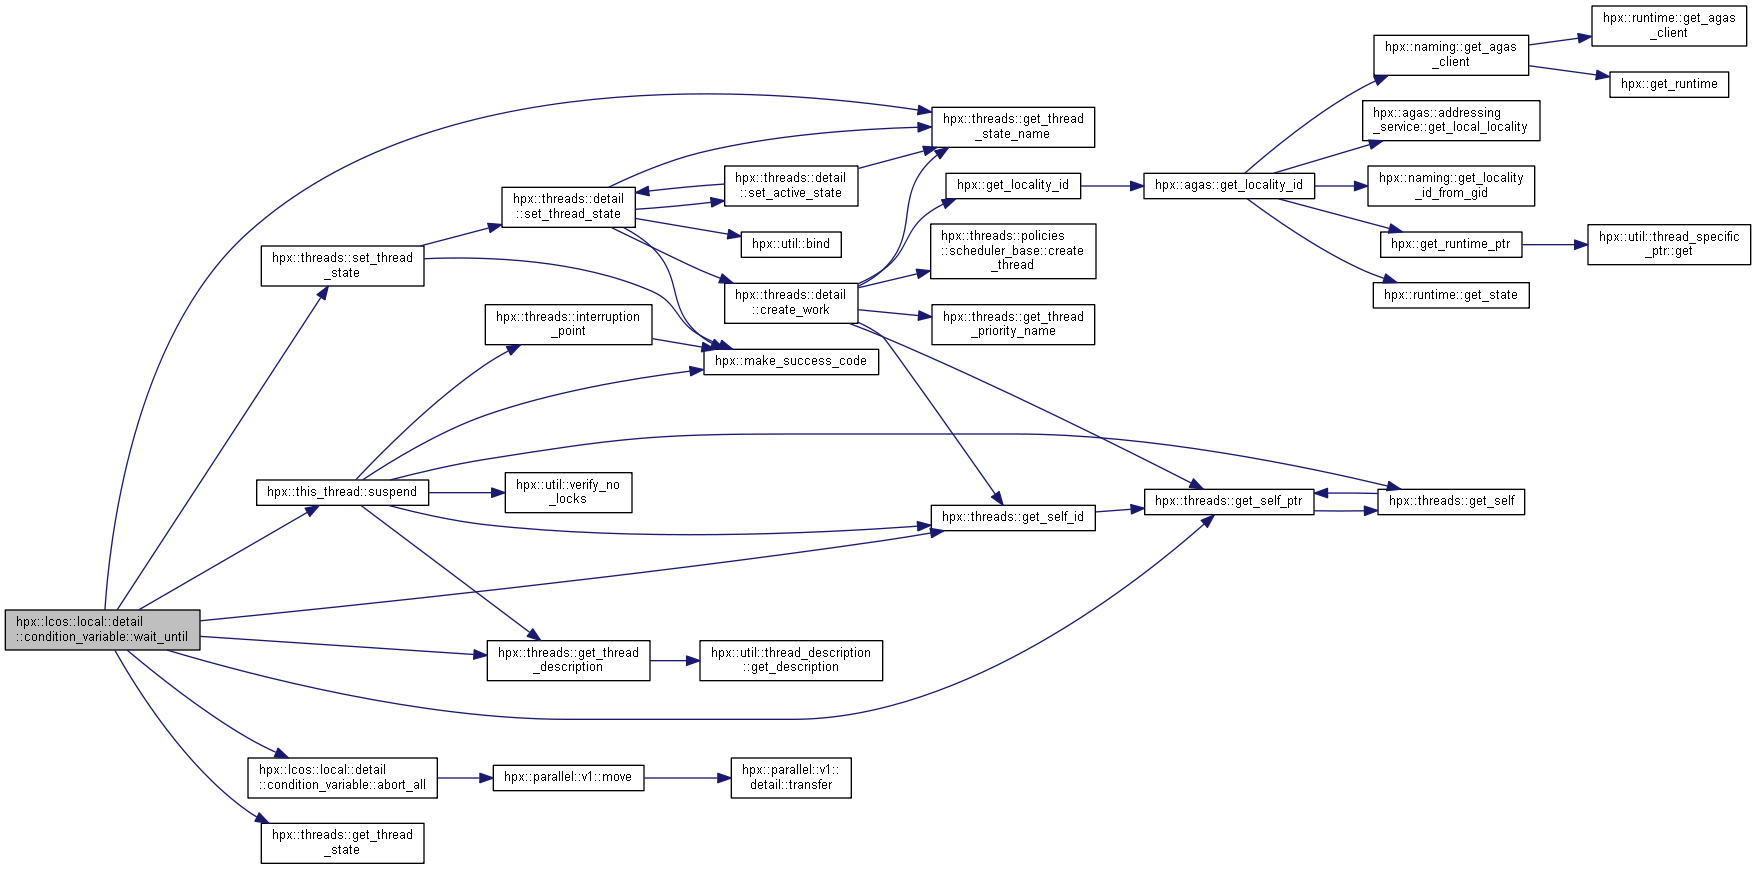 hpx::runtime::get_agas
_client
hpx::naming::get_agas
_client
hpx::get_runtime
hpx::threads::get_thread
_state_name
hpx::agas::addressing
_service::get_local_locality
hpx::threads::detail
::set_active_state
hpx::get_locality_id
hpx::agas::get_locality_id
hpx::naming::get_locality
_id_from_gid
hpx::threads::detail
::set_thread_state
hpx::util::bind
hpx::threads::policies
::scheduler_base::create
_thread
hpx::get_runtime_ptr
hpx::util::thread_specific
_ptr::get
hpx::threads::set_thread
_state
hpx::threads::detail
::create_work
hpx::runtime::get_state
hpx::threads::interruption
_point
hpx::threads::get_thread
_priority_name
hpx::make_success_code
hpx::this_thread::suspend
hpx::util::verify_no
_locks
hpx::threads::get_self_id
hpx::threads::get_self_ptr
hpx::threads::get_self
hpx::lcos::local::detail
::condition_variable::wait_until
hpx::threads::get_thread
_description
hpx::util::thread_description
::get_description
hpx::lcos::local::detail
::condition_variable::abort_all
hpx::parallel::v1::move
hpx::parallel::v1::
detail::transfer
hpx::threads::get_thread
_state